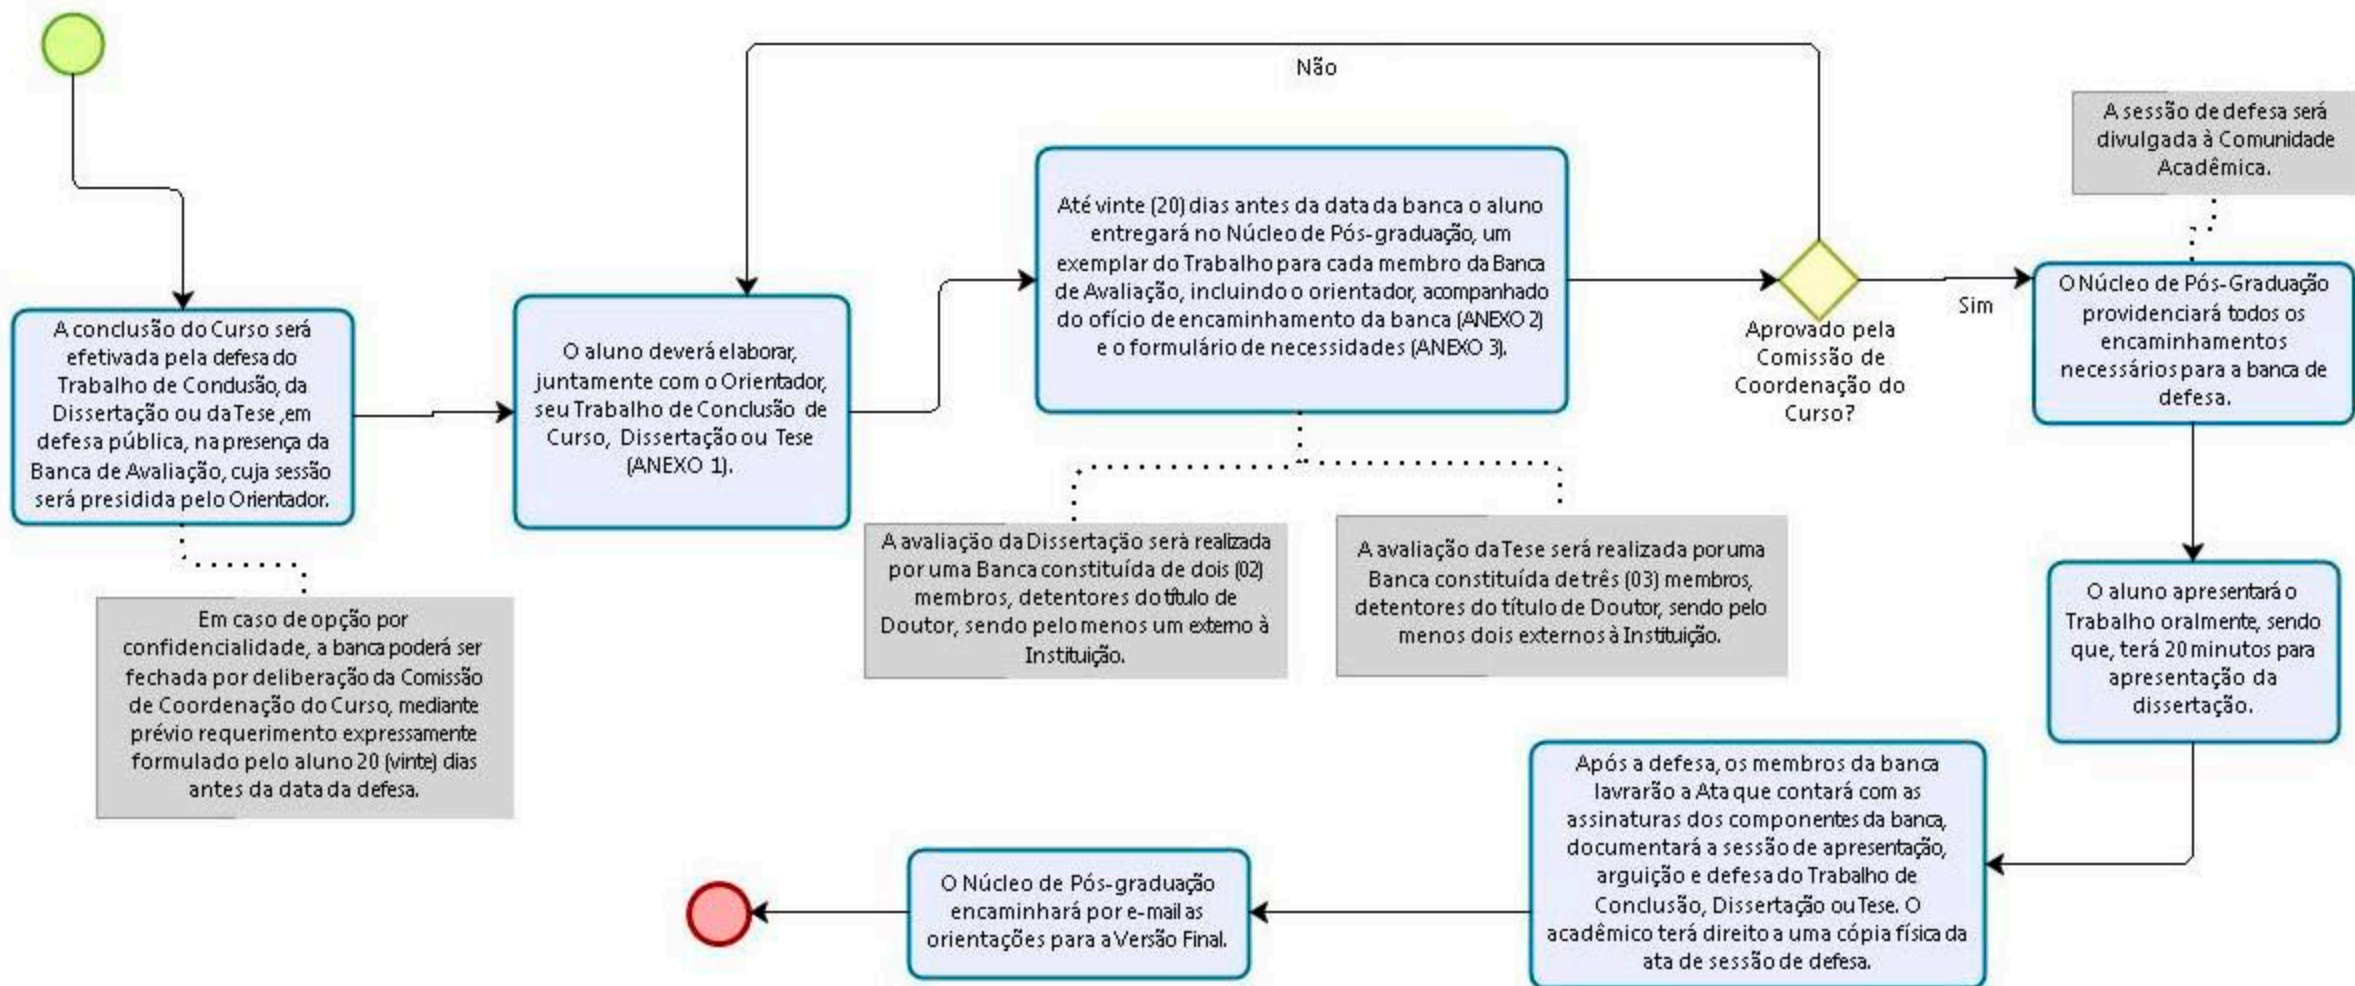 A conclusão do Curso será
efetivada pela defesa do
Trabalho de Condusão, da
Dissertação ou da Tese ,em
defesa pública, na presença da
Banca de Avaliação, cuja sessão
será presidida pelo Orientador.
Em caso de opção por
confidencialidade, a banca poderá ser
fechada por deliberação da Comissão
de Coordenação do Curso, mediante
prévio requerimento expressamente
formulado pelo aluno 20 (vinte) dias
antes da data da defesa.
O aluno deverá elaborar,
juntamente com o Orientador,
seu Trabalho de Conclusão de
Curso, Dissertação ou Tese
(ANEXO 1).
Até vinte (20) dias antes da data da banca o aluno
entregará no Núcleo de Pós-graduação, um
exemplar do Trabalho para cada membro da Banca
de Avaliação, incluindo o orientador, acompanhado
do ofício de encaminhamento da banca (ANEXO 2)
e o formulário de necessidades (ANEXO 3).
A avaliação da Dissertação será realizada
por uma Banca constituída de dois (02)
membros, detentores do título de
Doutor, sendo pelo menos um externo à
Instituição.
A avaliação da Tese será realizada por uma
Banca constituída de três (03) membros,
detentores do título de Doutor, sendo pelo
menos dois externos à Instituição.
Não
Aprovado pela
Comissão de
Coordenação do
Curso?
Sim
A sessão de defesa será
divulgada à Comunidade
Acadêmica.
O Núcleo de Pós-Graduação
providenciará todos os
encaminhamentos
necessários para a banca de
defesa.
O aluno apresentará o
Trabalho oralmente, sendo
que, terá 20 minutos para
apresentação da
dissertação.
Após a defesa, os membros da banca
lavrarão a Ata que contará com as
assinaturas dos componentes da banca,
documentará a sessão de apresentação,
arguição e defesa do Trabalho de
Conclusão, Dissertação ou Tese. O
acadêmico terá direito a uma cópia física da
ata de sessão de defesa.
O Núcleo de Pós-graduação
encaminhará por e-mail as
orientações para a Versão Final.